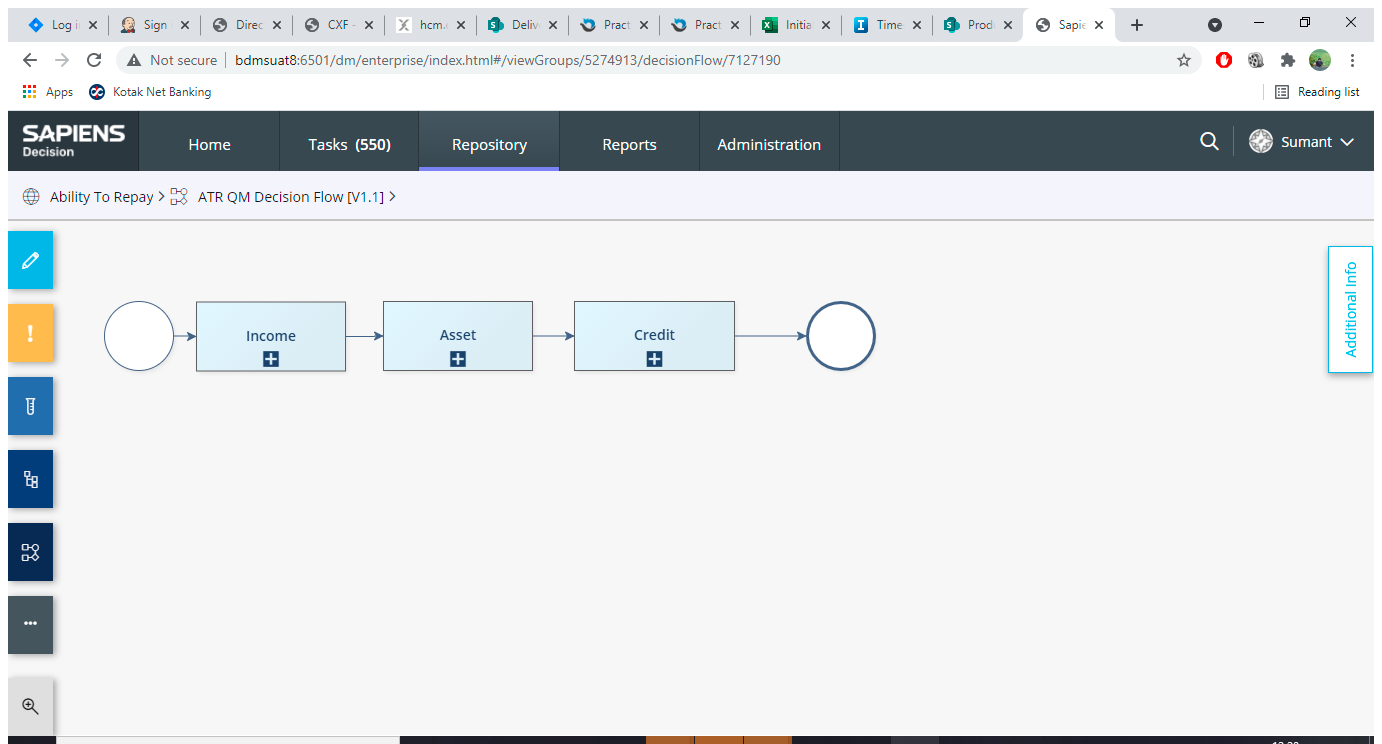 Log i Sign Direc CXF - hcm. Deliv Pract Pract Initia Time Prod Sapie
Not secure bdmsuat8:6501/dm/enterprise/index.html#/viewGroups/5274913/decisionFlow/7127190
Apps Kotak Net Banking Reading list
SAPIENS
Decision
Home Tasks (550) Repository Reports Administration Sumant
Ability To Repay > ATR QM Decision Flow [V1.1] >
Additional Info
Income Asset Credit